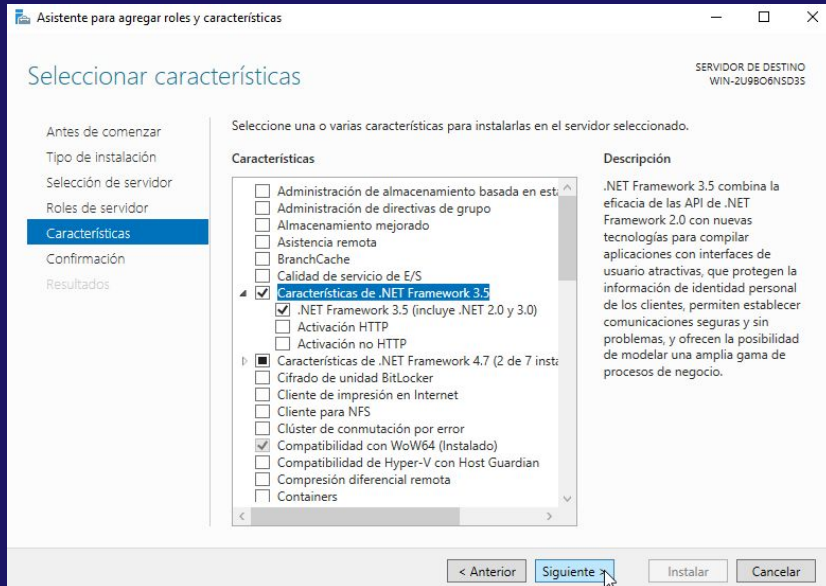 Asistente para agregar roles y características
Seleccionar características
SERVIDOR DE DESTINO
WIN-2U9BO6NSD3S
Antes de comenzar
Tipo de instalación
Selección de servidor
Roles de servidor
Características
Confirmación
Resultados
Seleccione una o varias características para instalarlas en el servidor seleccionado.
Características
Administración de almacenamiento basada en está
Administración de directivas de grupo
Almacenamiento mejorado
Asistencia remota
BranchCache
Calidad de servicio de E/S
Características de .NET Framework 3.5
.NET Framework 3.5 (incluye .NET 2.0 y 3.0)
Activación HTTP
Activación no HTTP
Características de .NET Framework 4.7 (2 de 7 insta
Cifrado de unidad BitLocker
Cliente de impresión en Internet
Cliente para NFS
Clúster de conmutación por error
Compatibilidad con WoW64 (Instalado)
Compatibilidad de Hyper-V con Host Guardian
Compresión diferencial remota
Containers
Descripción
.NET Framework 3.5 combina la
eficacia de las API de .NET
Framework 2.0 con nuevas
tecnologías para compilar
aplicaciones con interfaces de
usuario atractivas, que protegen la
información de identidad personal
de los clientes, permiten establecer
comunicaciones seguras y sin
problemas, y ofrecen la posibilidad
de modelar una amplia gama de
procesos de negocio.
< Anterior
Siguiente >
Instalar
Cancelar